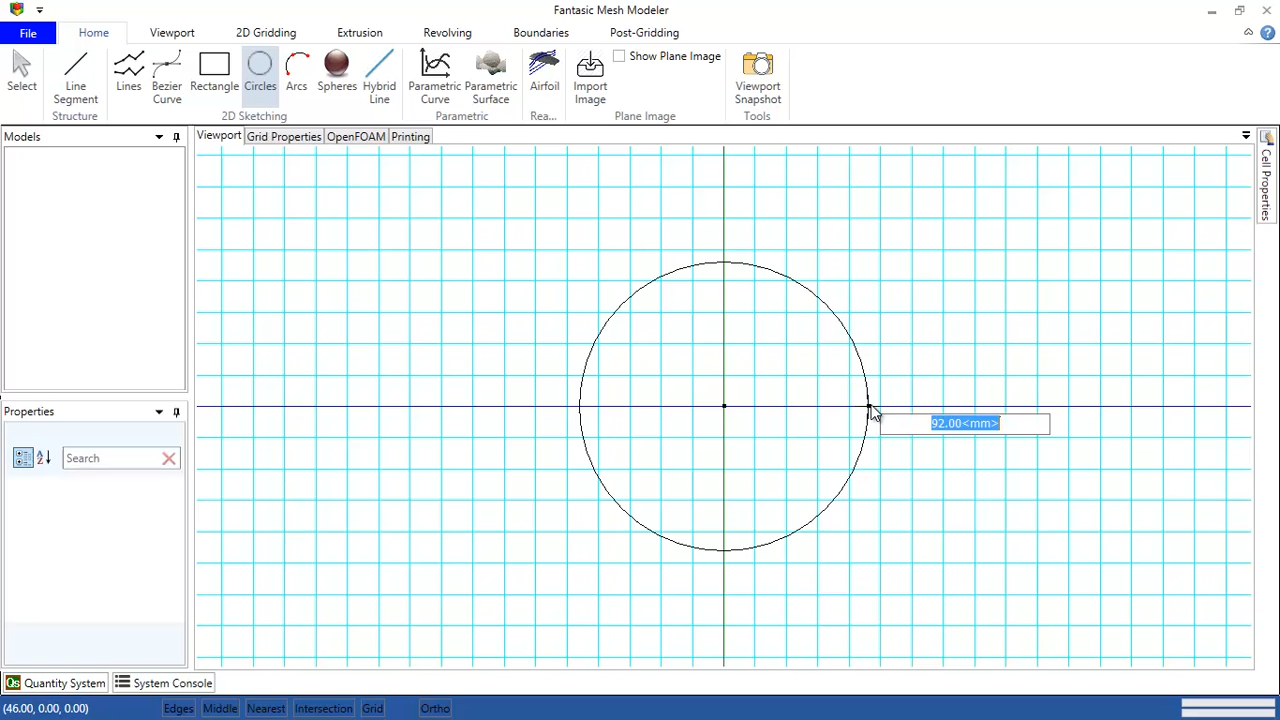 Fantasic Mesh Modeler
File Home Viewport 2D Gridding Extrusion Revolving Boundaries Post-Gridding
Select
Line Segment
Lines
Bezier Curve
Rectangle
Circles
Arcs
Spheres
Hybrid Line
Parametric Curve
Parametric Surface
Airfoil
Import Image
Show Plane Image
Viewport Snapshot
Structure 2D Sketching Parametric Rea... Plane Image Tools
Models
Viewport Grid Properties OpenFOAM Printing
Cell Properties
92.00<mm>
Properties
Search
Qs Quantity System System Console
(46.00, 0.00, 0.00) Edges Middle Nearest Intersection Grid Ortho